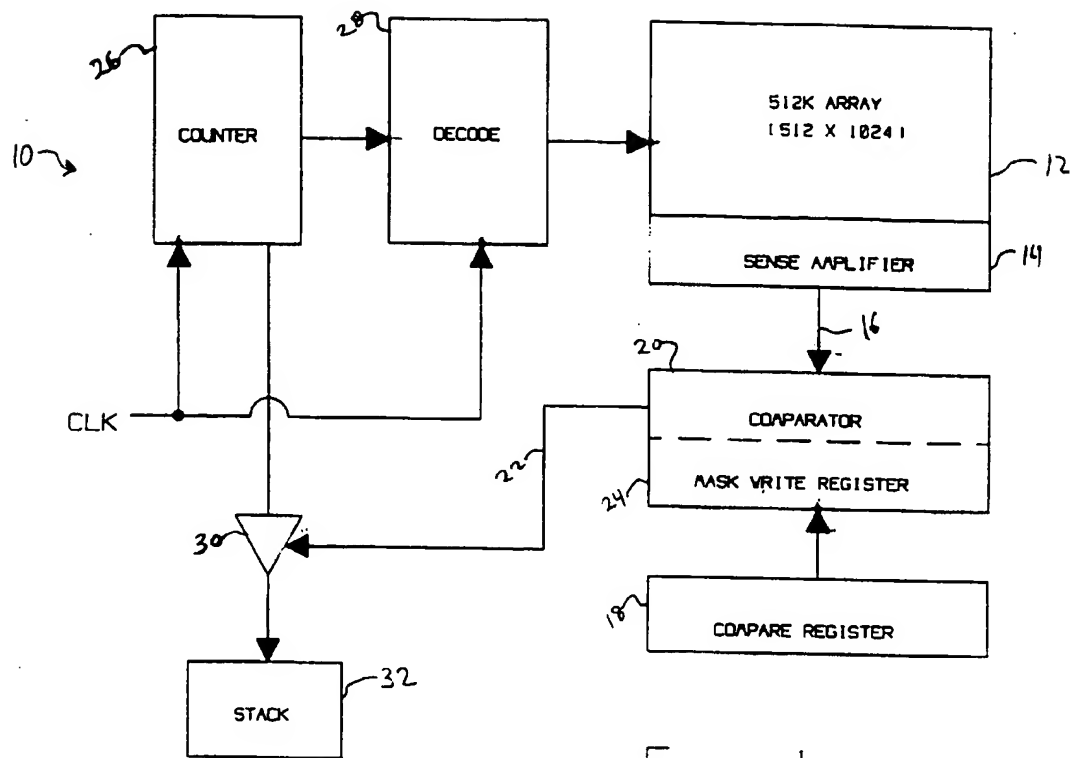 26
28
COUNTER
DECODE
512K ARRAY
[512 X 1024]
10
12
SENSE AMPLIFIER
14
16
20
CLK
COMPARATOR
22
24
MASK WRITE REGISTER
30
18
COMPARE REGISTER
32
STACK